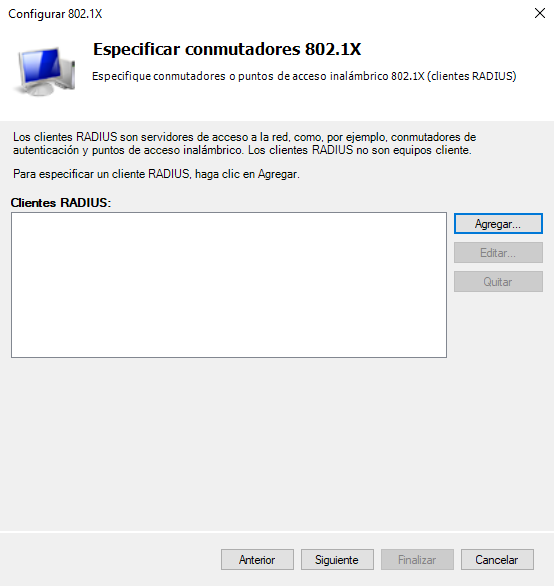 Configurar 802.1X
Especificar conmutadores 802.1X
Especifique conmutadores o puntos de acceso inalámbrico 802.1X (clientes RADIUS)
Los clientes RADIUS son servidores de acceso a la red, como, por ejemplo, conmutadores de
autenticación y puntos de acceso inalámbrico. Los clientes RADIUS no son equipos cliente.
Para especificar un cliente RADIUS, haga clic en Agregar.
Clientes RADIUS:
Agregar...
Editar...
Quitar
Anterior
Siguiente
Finalizar
Cancelar